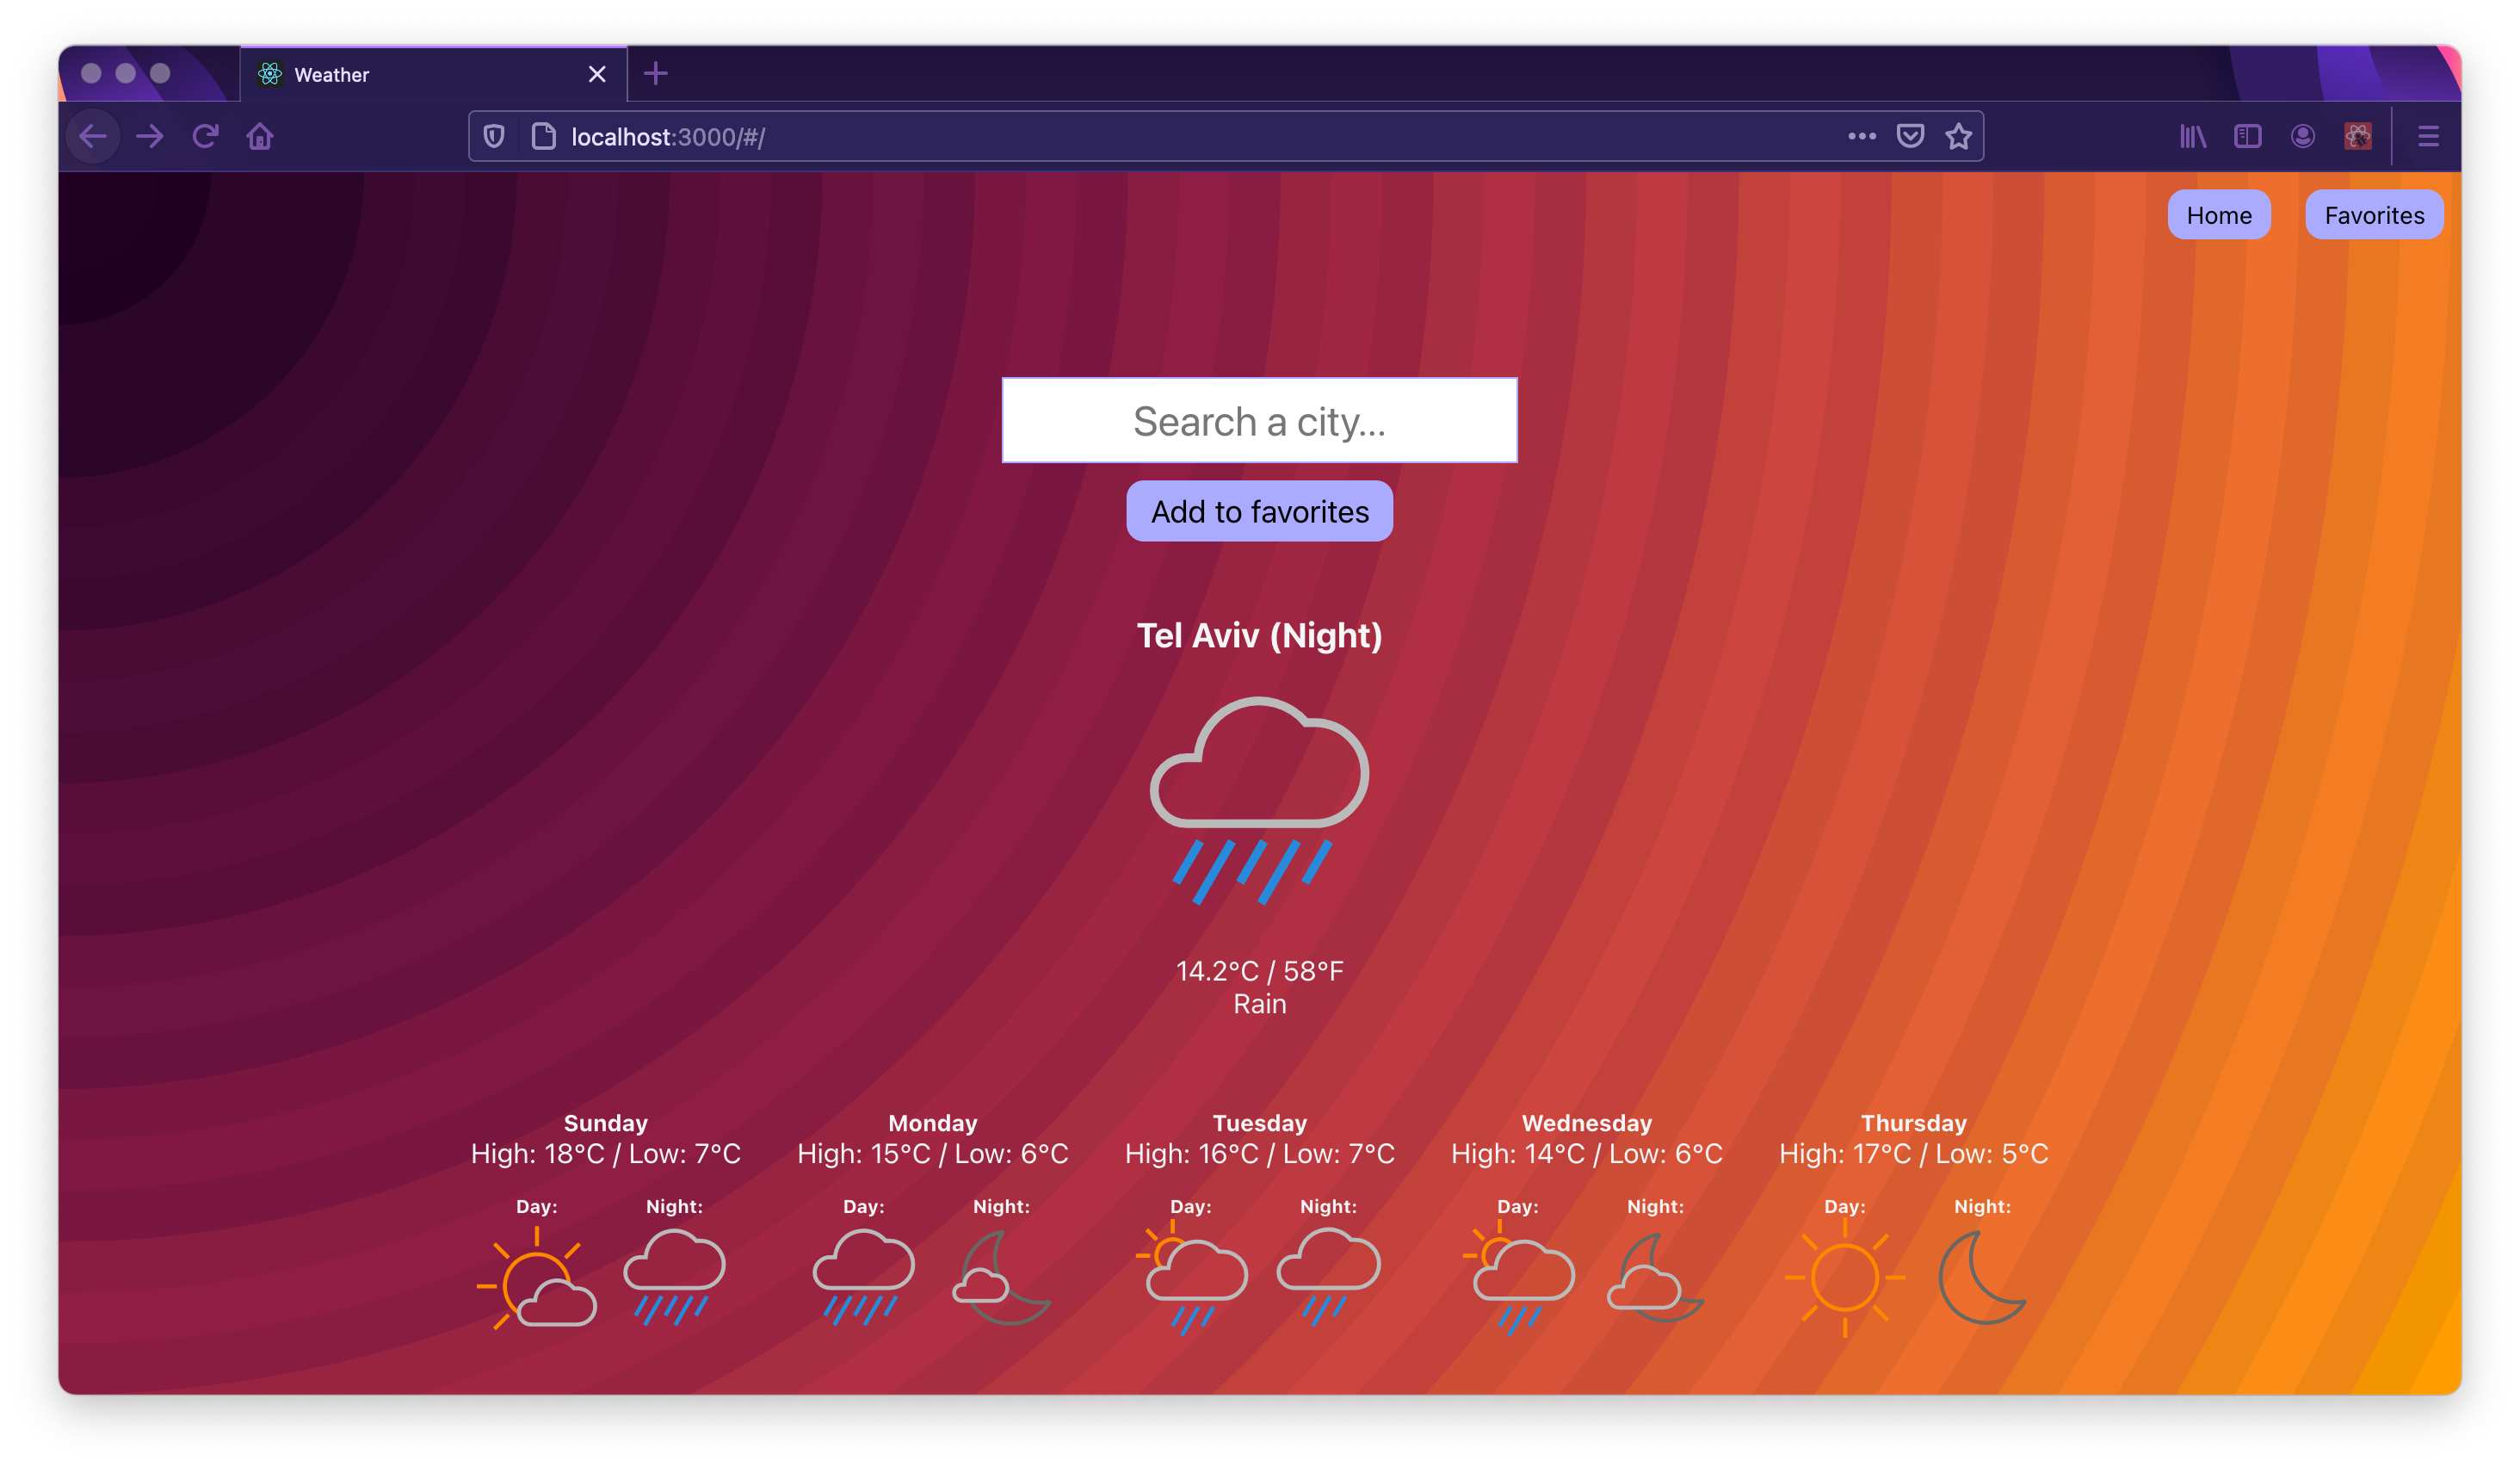 Weather
localhost:3000/#/
Home Favorites
Search a city...
Add to favorites
Tel Aviv (Night)
14.2°C / 58°F
Rain
Sunday
High: 18°C / Low: 7°C
Day: Night:
Monday
High: 15°C / Low: 6°C
Day: Night:
Tuesday
High: 16°C / Low: 7°C
Day: Night:
Wednesday
High: 14°C / Low: 6°C
Day: Night:
Thursday
High: 17°C / Low: 5°C
Day: Night: